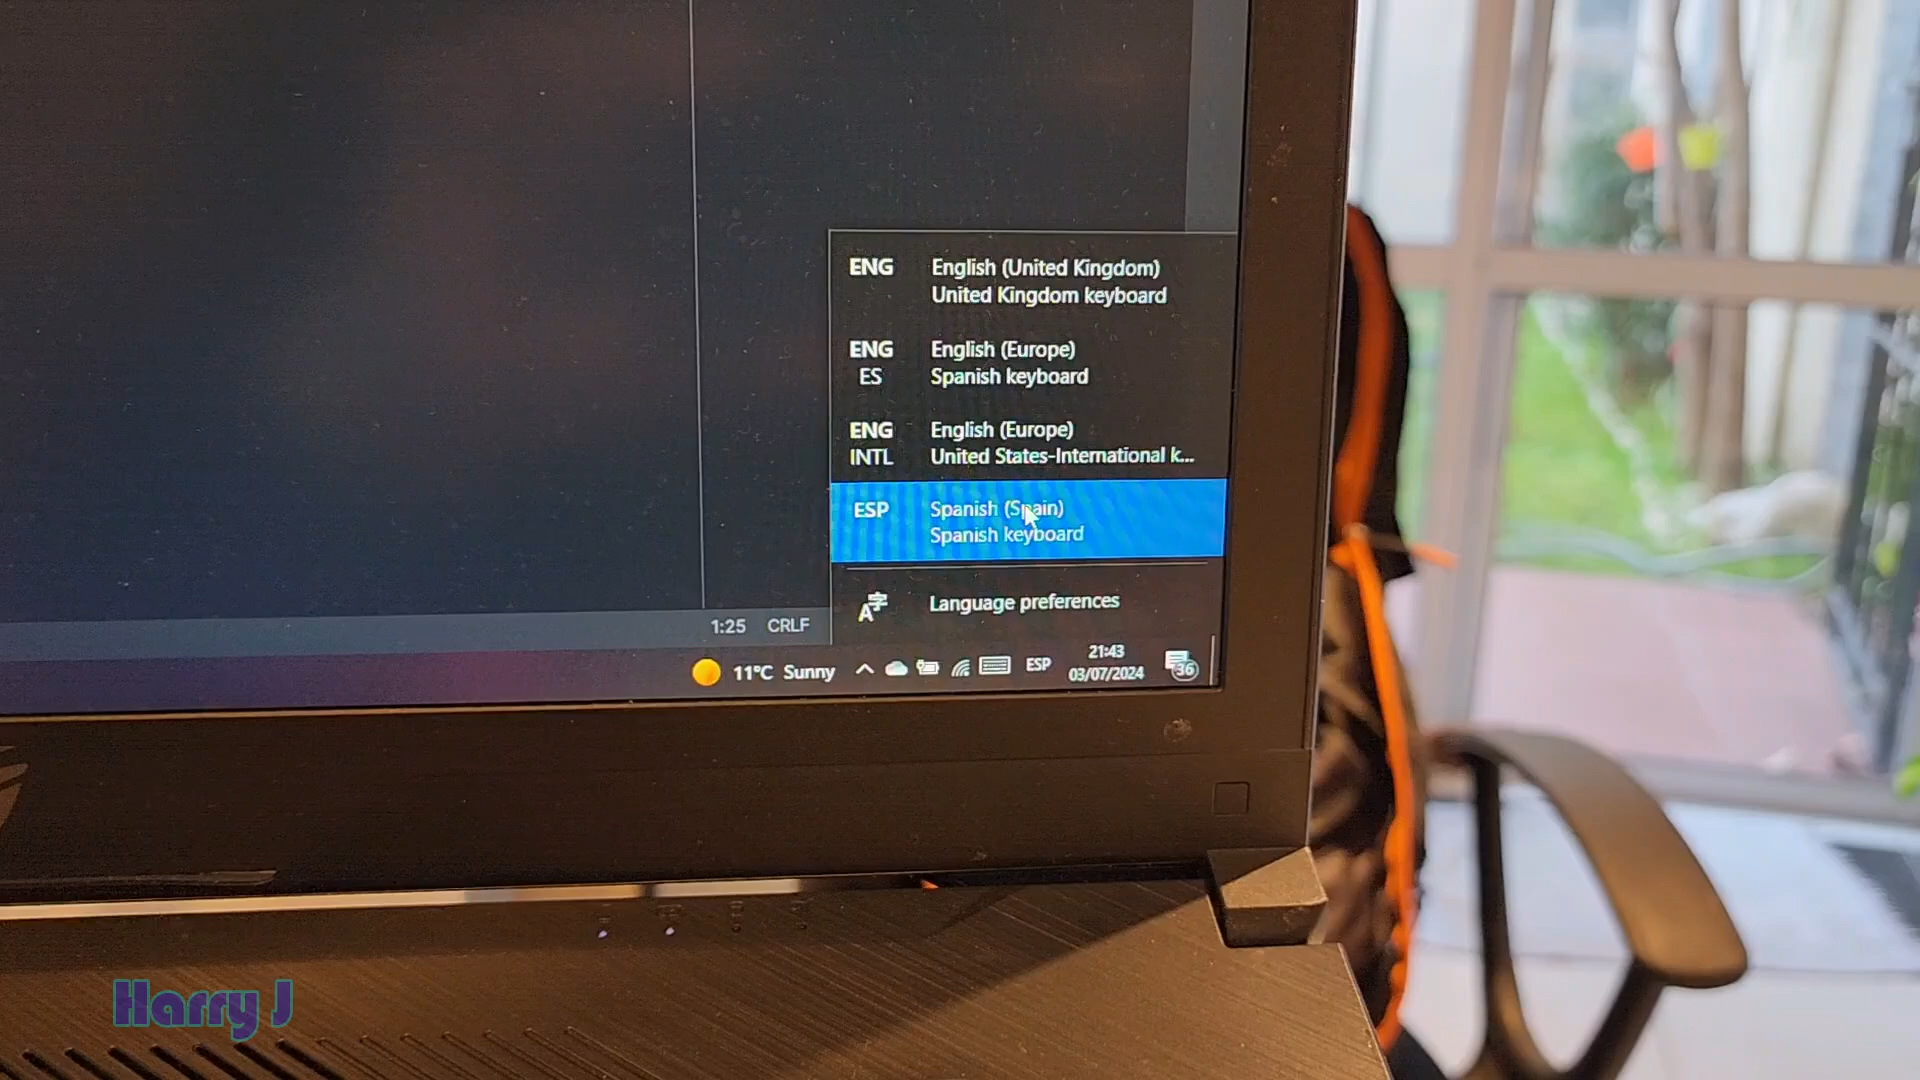 ENG English (United Kingdom)
United Kingdom keyboard
ENG English (Europe)
ES Spanish keyboard
ENG English (Europe)
INTL United States-International k...
ESP Spanish (Spain)
Spanish keyboard
A字 Language preferences
1:25 CRLF
11°C Sunny ESP 21:43
03/07/2024 36
Harry J